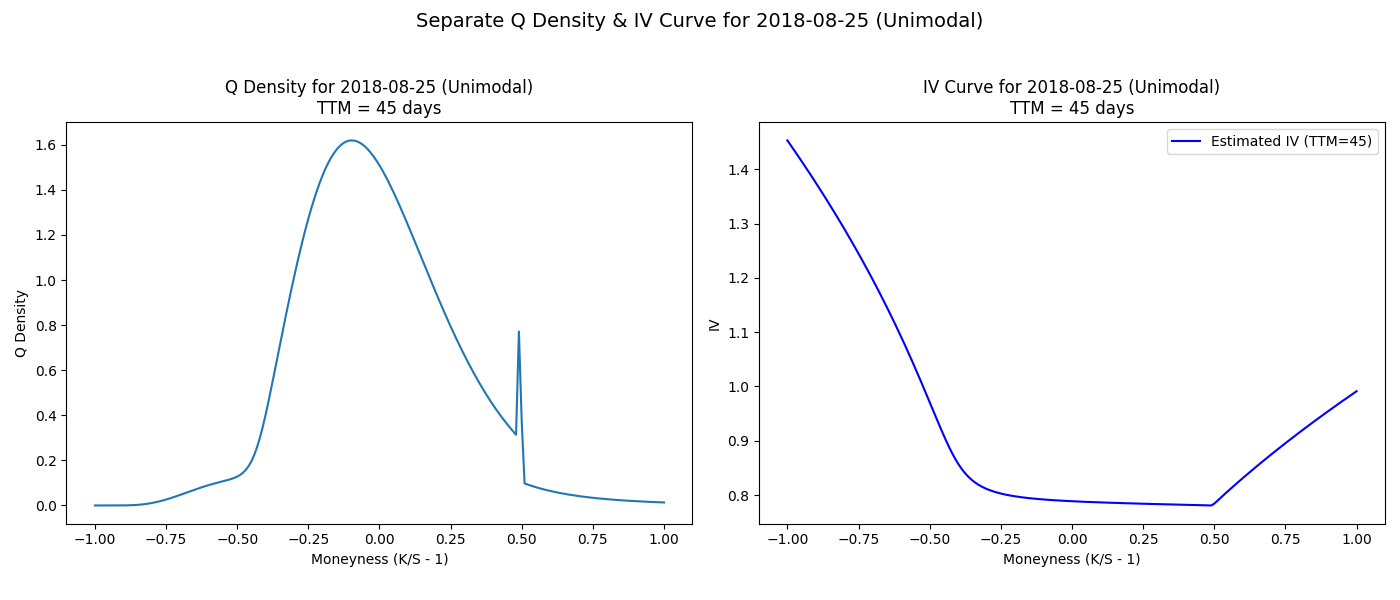 Separate Q Density & IV Curve for 2018-08-25 (Unimodal)
Q Density for 2018-08-25 (Unimodal)
TTM = 45 days
1.6
1.4
1.2
1.0
0.8
0.6
0.4
0.2
0.0
Q Density
−1.00 −0.75 −0.50 −0.25 0.00 0.25 0.50 0.75 1.00
Moneyness (K/S - 1)
IV Curve for 2018-08-25 (Unimodal)
TTM = 45 days
Estimated IV (TTM=45)
1.4
1.3
1.2
1.1
1.0
0.9
0.8
IV
−1.00 −0.75 −0.50 −0.25 0.00 0.25 0.50 0.75 1.00
Moneyness (K/S - 1)